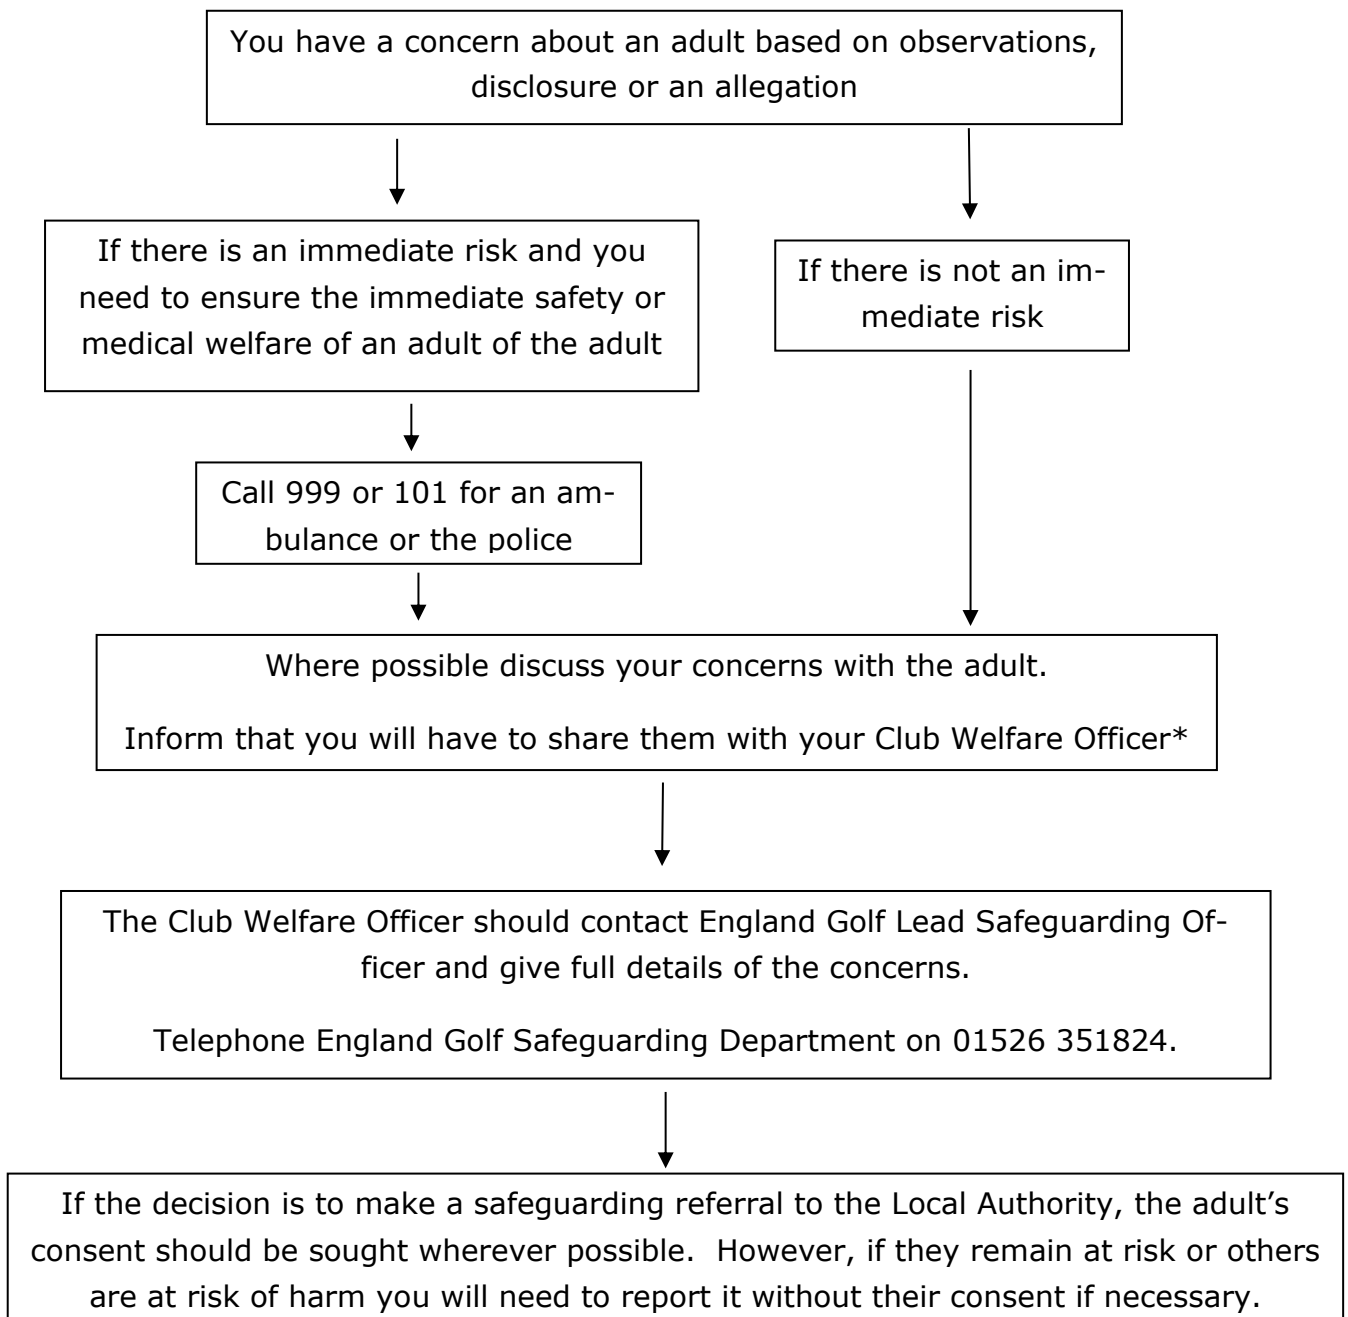 You have a concern about an adult based on observations,
disclosure or an allegation
If there is an immediate risk and you
need to ensure the immediate safety or
medical welfare of an adult of the adult
If there is not an im-
mediate risk
Call 999 or 101 for an am-
bulance or the police
Where possible discuss your concerns with the adult.
Inform that you will have to share them with your Club Welfare Officer*
The Club Welfare Officer should contact England Golf Lead Safeguarding Of-
ficer and give full details of the concerns.
Telephone England Golf Safeguarding Department on 01526 351824.
If the decision is to make a safeguarding referral to the Local Authority, the adult’s
consent should be sought wherever possible.  However, if they remain at risk or others
are at risk of harm you will need to report it without their consent if necessary.